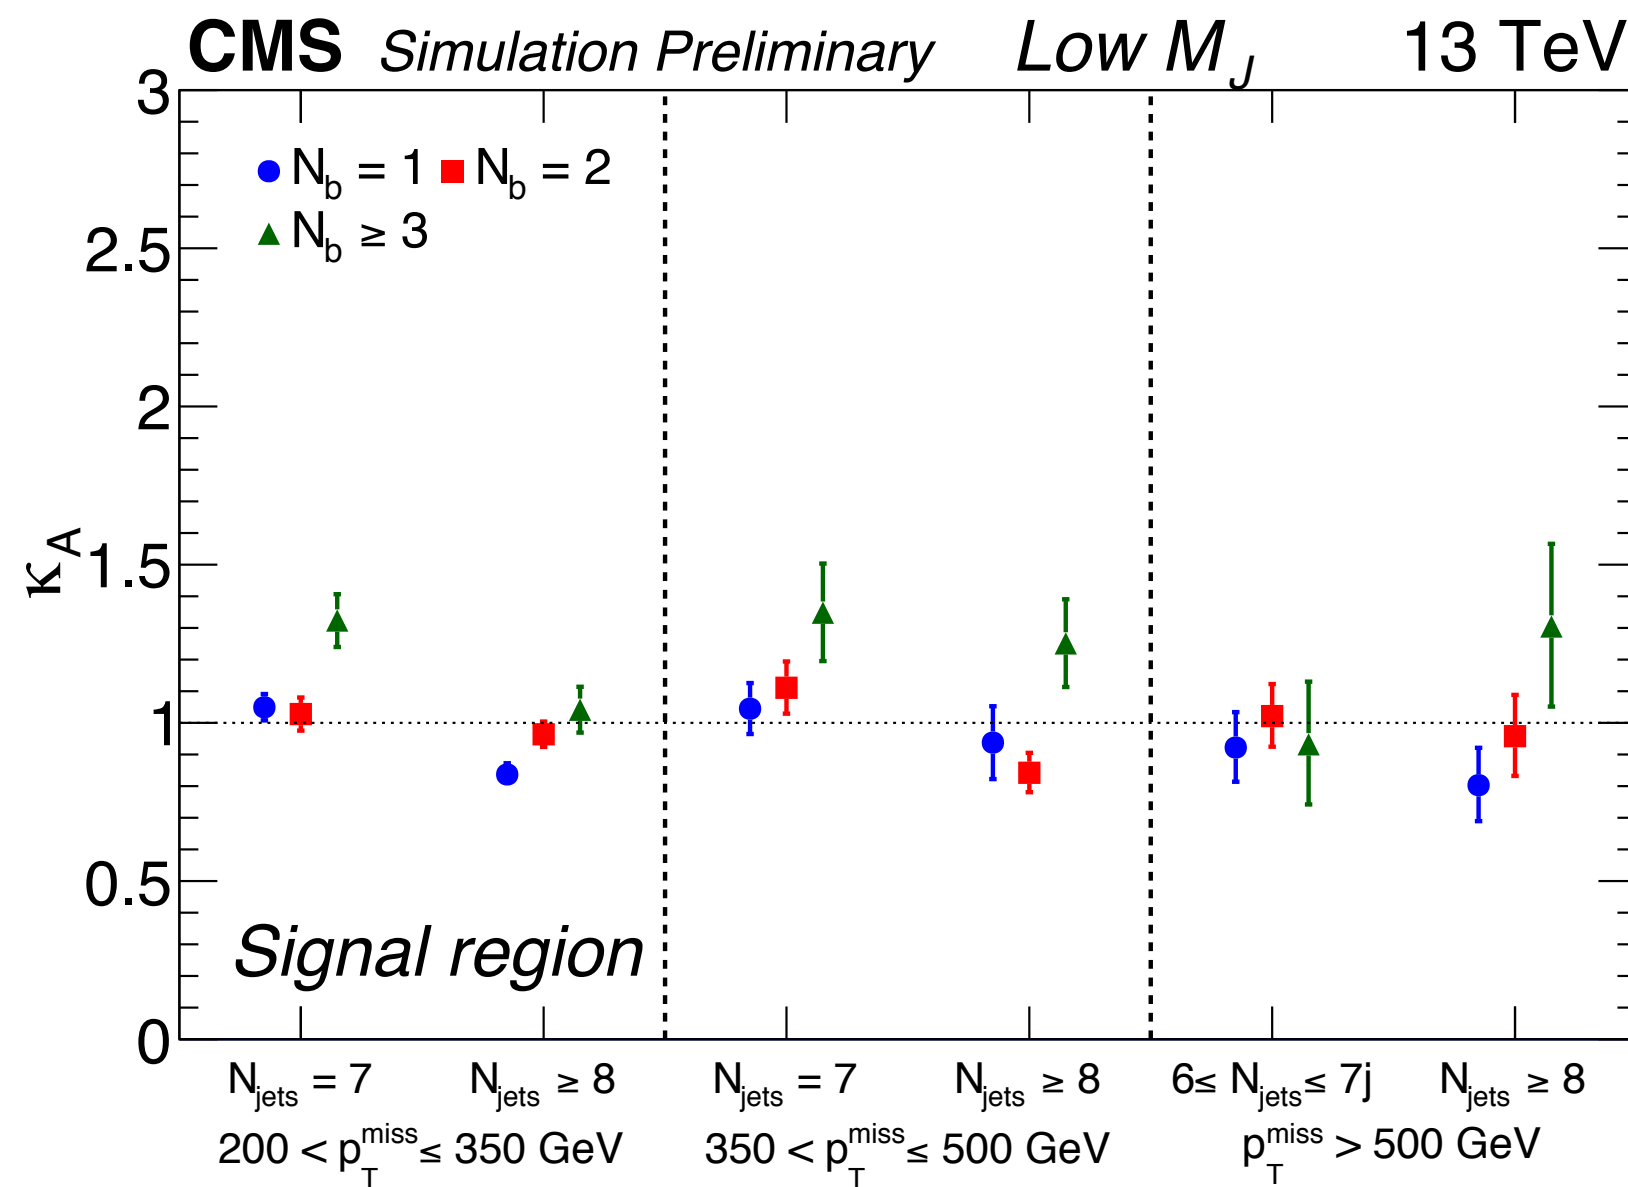 CMS Simulation Preliminary Low M_J 13 TeV
3
N_b = 1 N_b = 2
N_b ≥ 3
2.5
2
κ_A
1.5
1
0.5
Signal region
0
N_jets = 7 N_jets ≥ 8 N_jets = 7 N_jets ≥ 8 6≤ N_jets ≤ 7j N_jets ≥ 8
200 < p_T^miss ≤ 350 GeV 350 < p_T^miss ≤ 500 GeV p_T^miss > 500 GeV